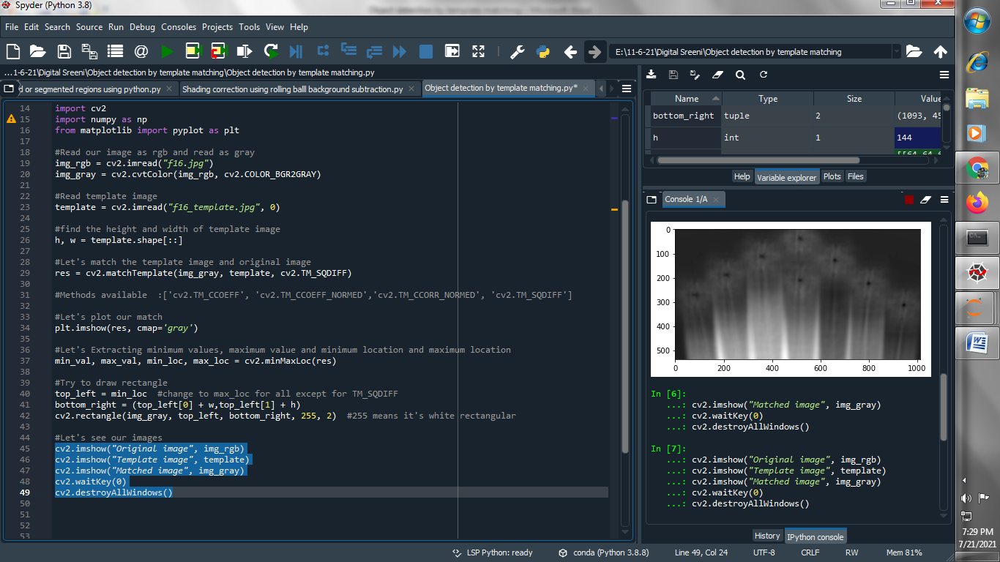 Spyder (Python 3.8)
File Edit Search Source Run Debug Consoles Projects Tools View Help
E:\11-6-21\Digital Sreeni\Object detection by template matching
...1-6-21\Digital Sreeni\Object detection by template matching\Object detection by template matching.py
d or segmented regions using python.py
Shading correction using rolling balll background subtraction.py
Object detection by template matching.py*
14 import cv2
15 import numpy as np
16 from matplotlib import pyplot as plt
17
18 #Read our image as rgb and read as gray
19 img_rgb = cv2.imread("f16.jpg")
20 img_gray = cv2.cvtColor(img_rgb, cv2.COLOR_BGR2GRAY)
21
22 #Read template image
23 template = cv2.imread("f16_template.jpg", 0)
24
25 #find the height and width of template image
26 h, w = template.shape[::]
27
28 #Let's match the template image and original image
29 res = cv2.matchTemplate(img_gray, template, cv2.TM_SQDIFF)
30
31 #Methods available  :['cv2.TM_CCOEFF', 'cv2.TM_CCOEFF_NORMED','cv2.TM_CCORR_NORMED', 'cv2.TM_SQDIFF']
32
33 #Let's plot our match
34 plt.imshow(res, cmap='gray')
35
36 #Let's Extracting minimum values, maximum value and minimum location and maximum location
37 min_val, max_val, min_loc, max_loc = cv2.minMaxLoc(res)
38
39 #Try to draw rectangle
40 top_left = min_loc  #change to max_loc for all except for TM_SQDIFF
41 bottom_right = (top_left[0] + w,top_left[1] + h)
42 cv2.rectangle(img_gray, top_left, bottom_right, 255, 2)  #255 means it's white rectangular
43
44 #Let's see our images
45 cv2.imshow("Original image", img_rgb)
46 cv2.imshow("Template image", template)
47 cv2.imshow("Matched image", img_gray)
48 cv2.waitKey(0)
49 cv2.destroyAllWindows()
50
51
52
53
Name Type Size Value
bottom_right tuple 2 (1093, 45
h int 1 144
Help Variable explorer Plots Files
Console 1/A
0
100
200
300
400
500
0 200 400 600 800 1000
In [6]:
...: cv2.imshow("Matched image", img_gray)
...: cv2.waitKey(0)
...: cv2.destroyAllWindows()
In [7]:
...: cv2.imshow("Original image", img_rgb)
...: cv2.imshow("Template image", template)
...: cv2.imshow("Matched image", img_gray)
...: cv2.waitKey(0)
...: cv2.destroyAllWindows()
History IPython console
LSP Python: ready conda (Python 3.8.8) Line 49, Col 24 UTF-8 CRLF RW Mem 81%
7:29 PM
7/21/2021